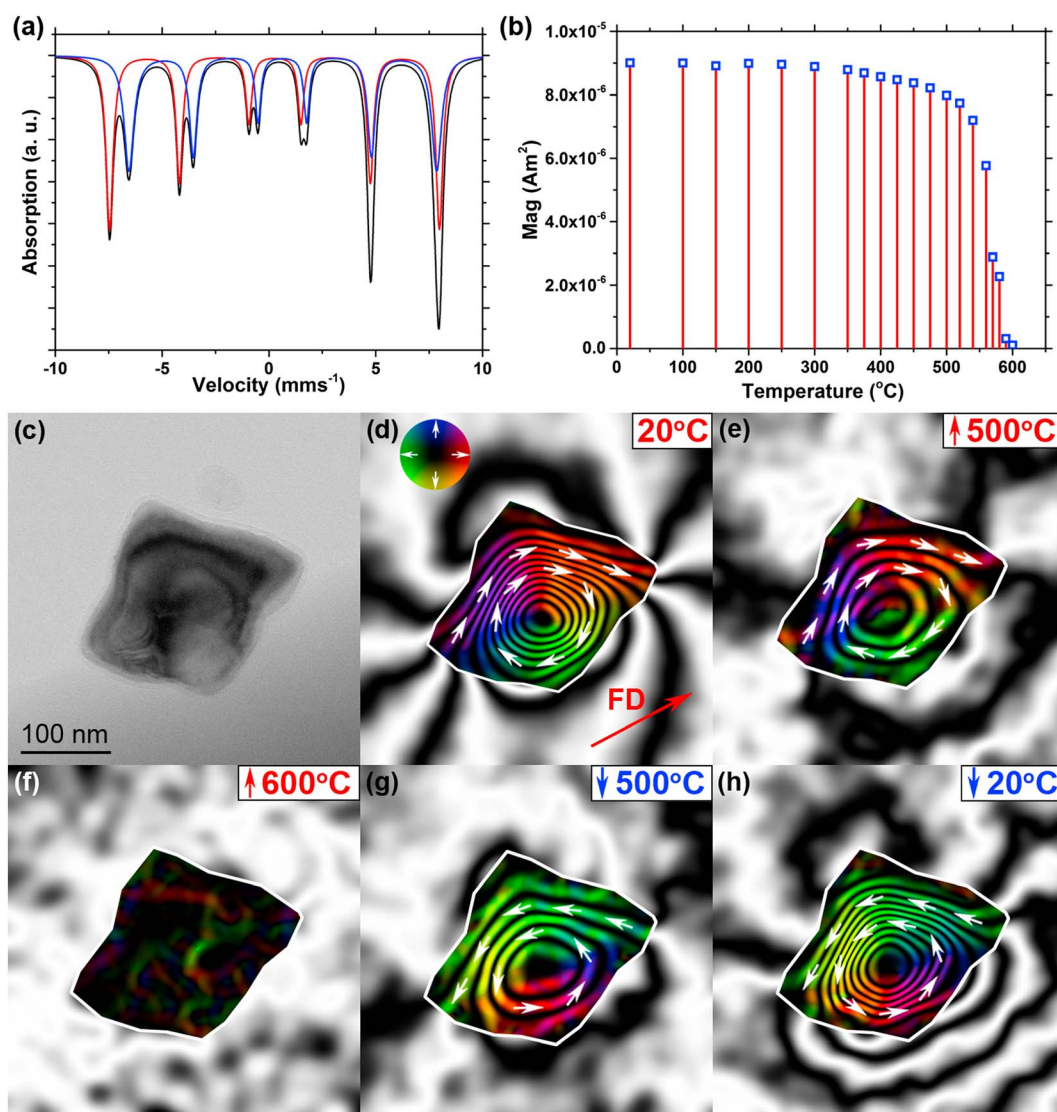 (a)
Absorption (a. u.)
-10 -5 0 5 10
Velocity (mms⁻¹)
(b)
Mag (Am²)
1.0x10⁻⁵
8.0x10⁻⁶
6.0x10⁻⁶
4.0x10⁻⁶
2.0x10⁻⁶
0.0
0 100 200 300 400 500 600
Temperature (°C)
(c)
100 nm
(d)
20°C
FD
(e)
↑500°C
(f)
↑600°C
(g)
↓500°C
(h)
↓20°C